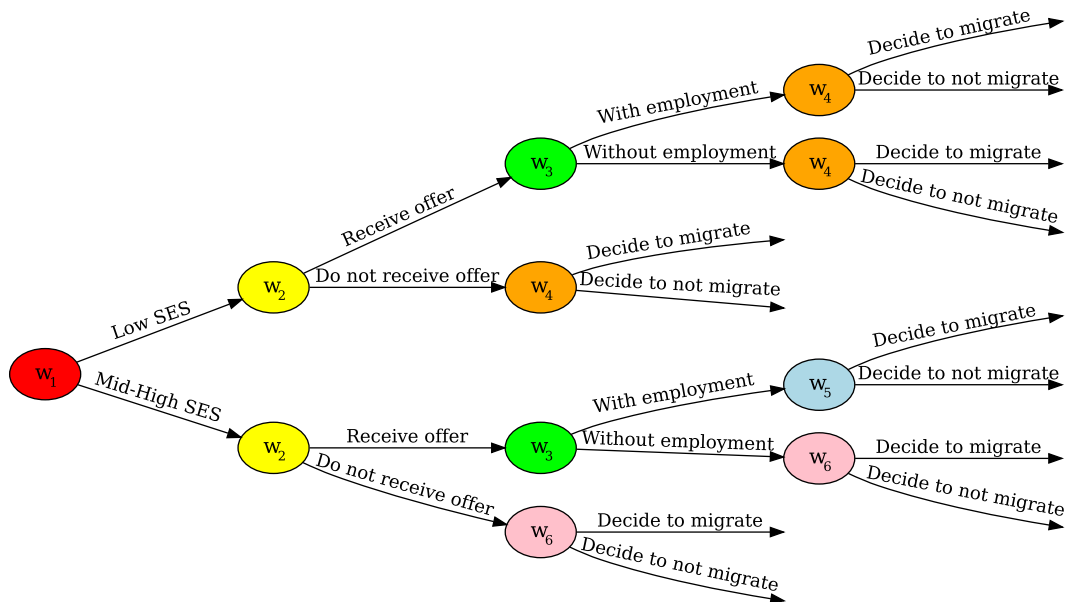 Decide to migrate
w4
Decide to not migrate
With employment
w3
Without employment
w4
Decide to migrate
Decide to not migrate
Receive offer
w2
Do not receive offer
w4
Decide to migrate
Decide to not migrate
Low SES
w1
Mid-High SES
With employment
w5
Decide to migrate
Decide to not migrate
w2
Receive offer
w3
Without employment
w6
Decide to migrate
Decide to not migrate
Do not receive offer
w6
Decide to migrate
Decide to not migrate